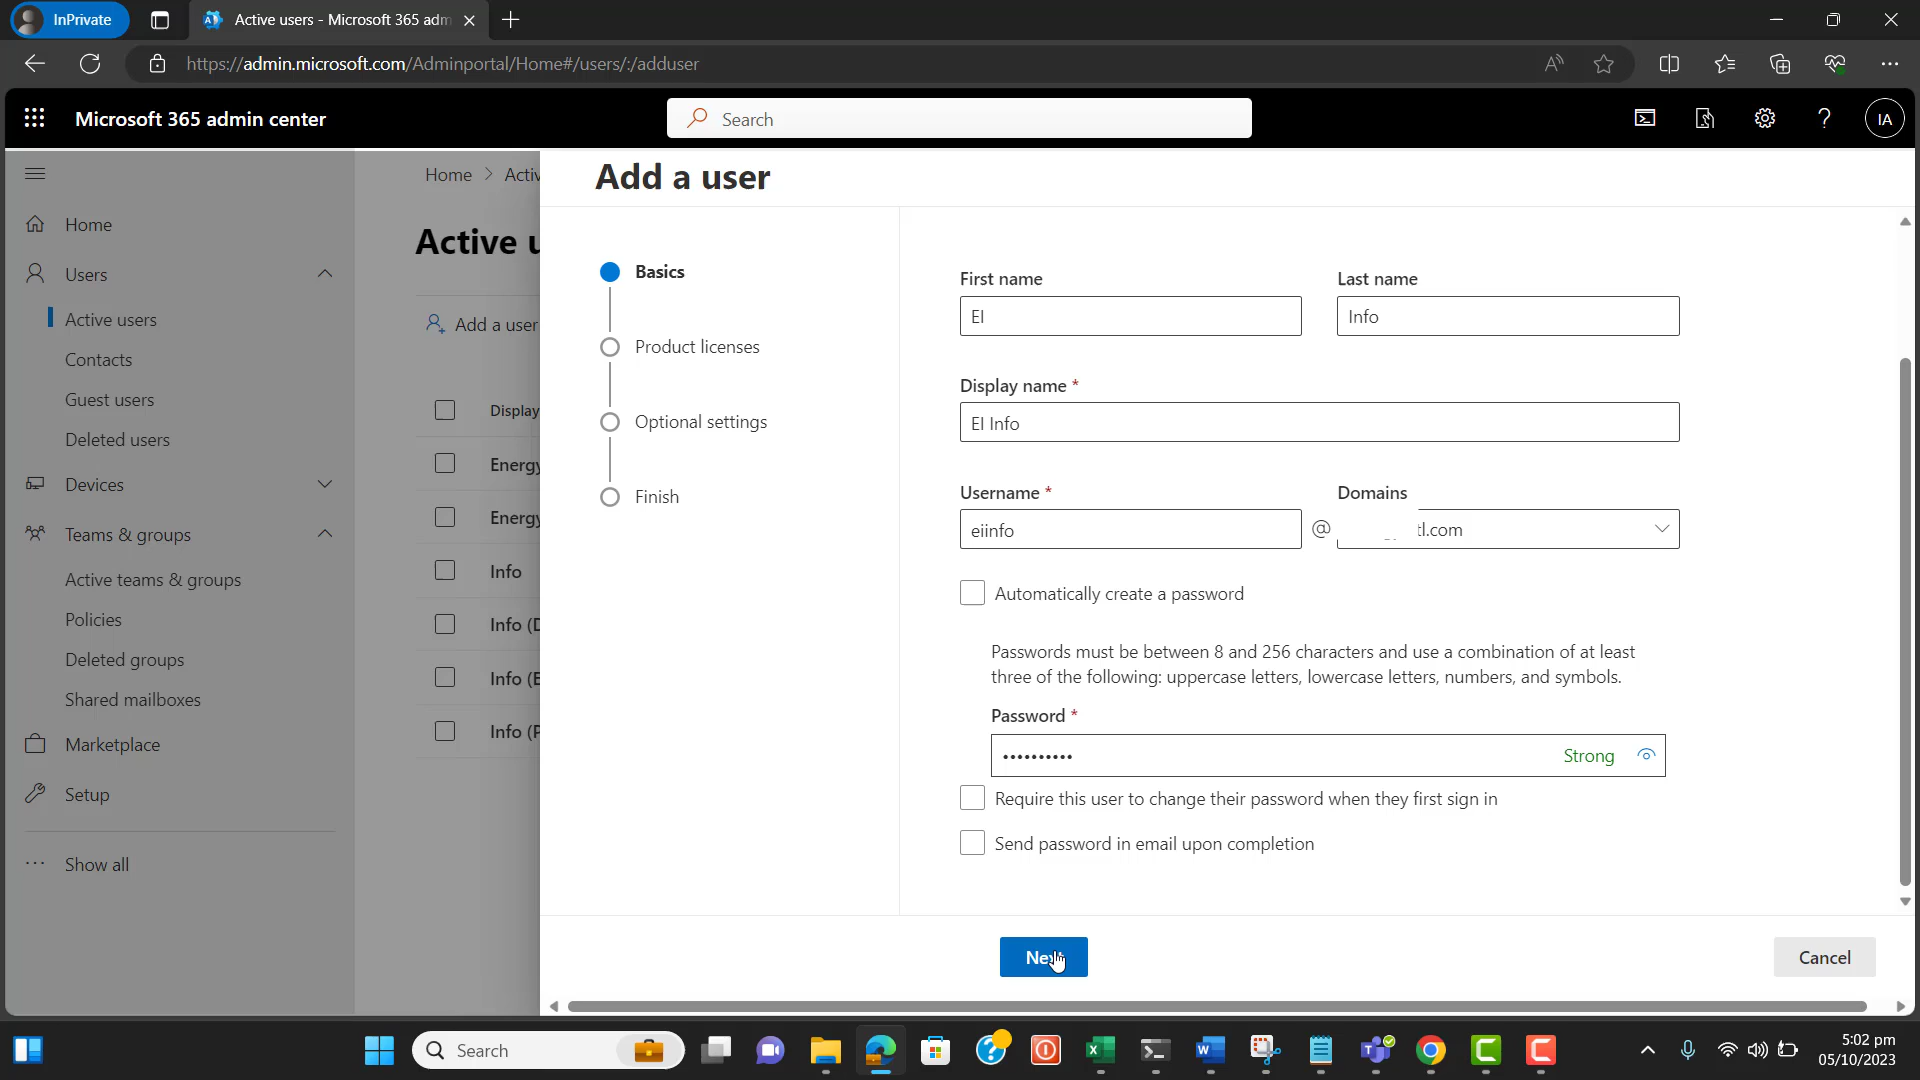 InPrivate
Active users - Microsoft 365 adm
https://admin.microsoft.com/Adminportal/Home#/users/:/adduser
Microsoft 365 admin center
Search
IA
Home
Users
Active users
Contacts
Guest users
Deleted users
Devices
Teams & groups
Active teams & groups
Policies
Deleted groups
Shared mailboxes
Marketplace
Setup
Show all
Home > Activ
Active u
Add a user
Display
Energy
Energy
Info
Info (D
Info (E
Info (P
Add a user
Basics
Product licenses
Optional settings
Finish
First name
Last name
EI
Info
Display name *
EI Info
Username *
Domains
eiinfo
@
tl.com
Automatically create a password
Passwords must be between 8 and 256 characters and use a combination of at least
three of the following: uppercase letters, lowercase letters, numbers, and symbols.
Password *
••••••••••
Strong
Require this user to change their password when they first sign in
Send password in email upon completion
Next
Cancel
Search
5:02 pm
05/10/2023